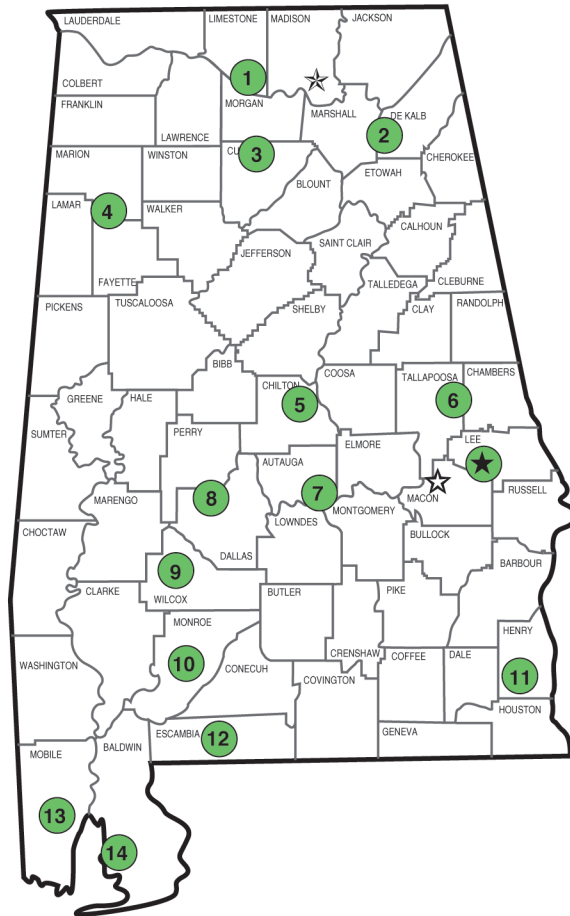 LAUDERDALE
LIMESTONE
MADISON
JACKSON
COLBERT
1
FRANKLIN
MORGAN
MARSHALL
DE KALB
2
LAWRENCE
MARION
WINSTON
CU
3
CHEROKEE
BLOUNT
ETOWAH
LAMAR
4
WALKER
CALHOUN
SAINT CLAIR
JEFFERSON
FAYETTE
TALLEDEGA
CLEBURNE
PICKENS
TUSCALOOSA
SHELBY
CLAY
RANDOLPH
BIBB
COOSA
TALLAPOOSA
CHAMBERS
GREENE
HALE
CHILTON
5
6
SUMTER
PERRY
ELMORE
LEE
AUTAUGA
MARENGO
8
7
MACON
RUSSELL
MONTGOMERY
LOWNDES
CHOCTAW
BULLOCK
DALLAS
BARBOUR
9
CLARKE
WILCOX
BUTLER
PIKE
MONROE
HENRY
10
CRENSHAW
COFFEE
DALE
WASHINGTON
CONECUH
COVINGTON
11
HOUSTON
ESCAMBIA
12
GENEVA
MOBILE
BALDWIN
13
14